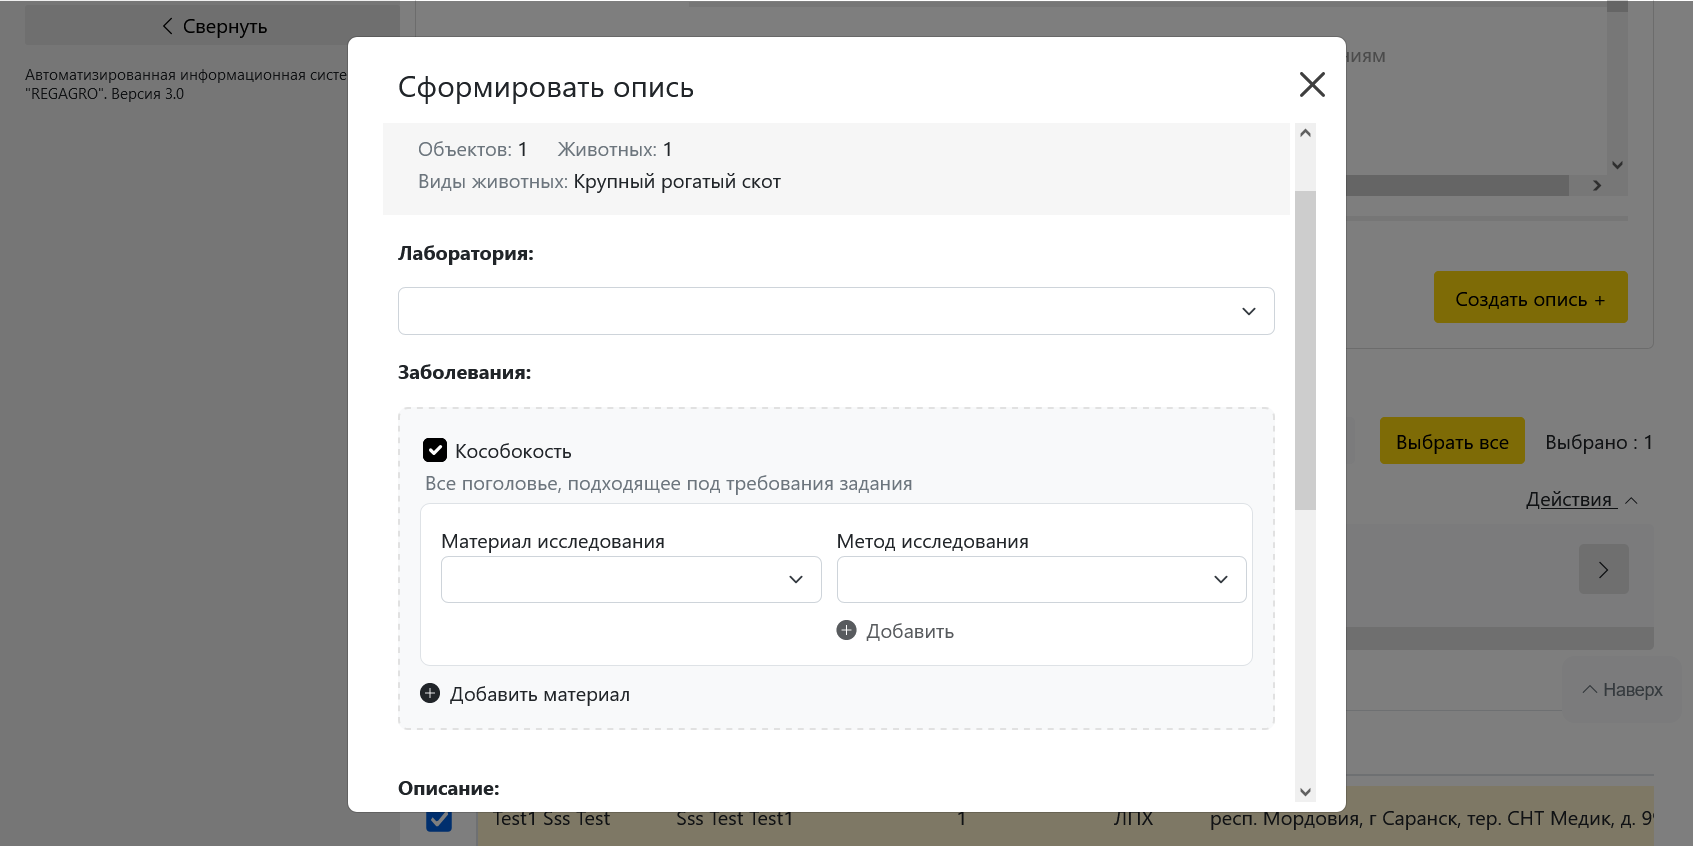 Свернуть
Автоматизированная информационная систе
"REGAGRO". Версия 3.0
ниям
Сформировать опись
Объектов: 1 Животных: 1
Виды животных: Крупный рогатый скот
Лаборатория:
Создать опись +
Заболевания:
Выбрать все Выбрано : 1
Кособокость
Все поголовье, подходящее под требования задания
Действия
Материал исследования Метод исследования
Добавить
Добавить материал
Наверх
Описание:
Test1 Sss Test Sss Test Test1 1 ЛПХ респ. Мордовия, г Саранск, тер. СНТ Медик, д. 99